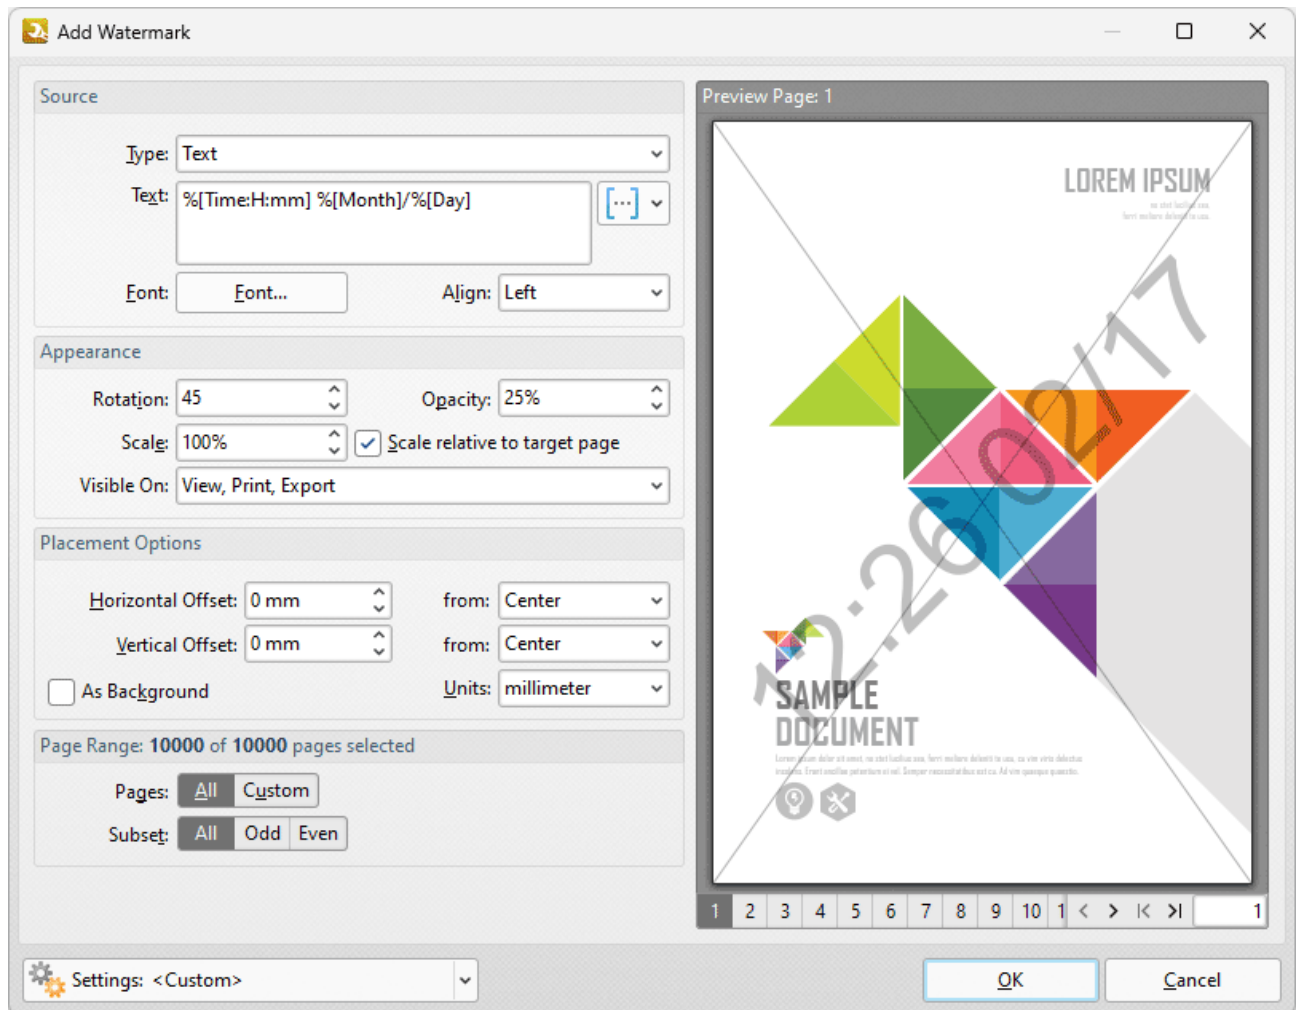 Add Watermark
Source
Type: Text
Text: %[Time:H:mm] %[Month]/%[Day]
Font: Font... Align: Left
Appearance
Rotation: 45 Opacity: 25%
Scale: 100% Scale relative to target page
Visible On: View, Print, Export
Placement Options
Horizontal Offset: 0 mm from: Center
Vertical Offset: 0 mm from: Center
As Background Units: millimeter
Page Range: 10000 of 10000 pages selected
Pages: All Custom
Subset: All Odd Even
Preview Page: 1
LOREM IPSUM
12:26 02/17
SAMPLE
DOCUMENT
1 2 3 4 5 6 7 8 9 10 1 1
Settings: <Custom>
OK Cancel